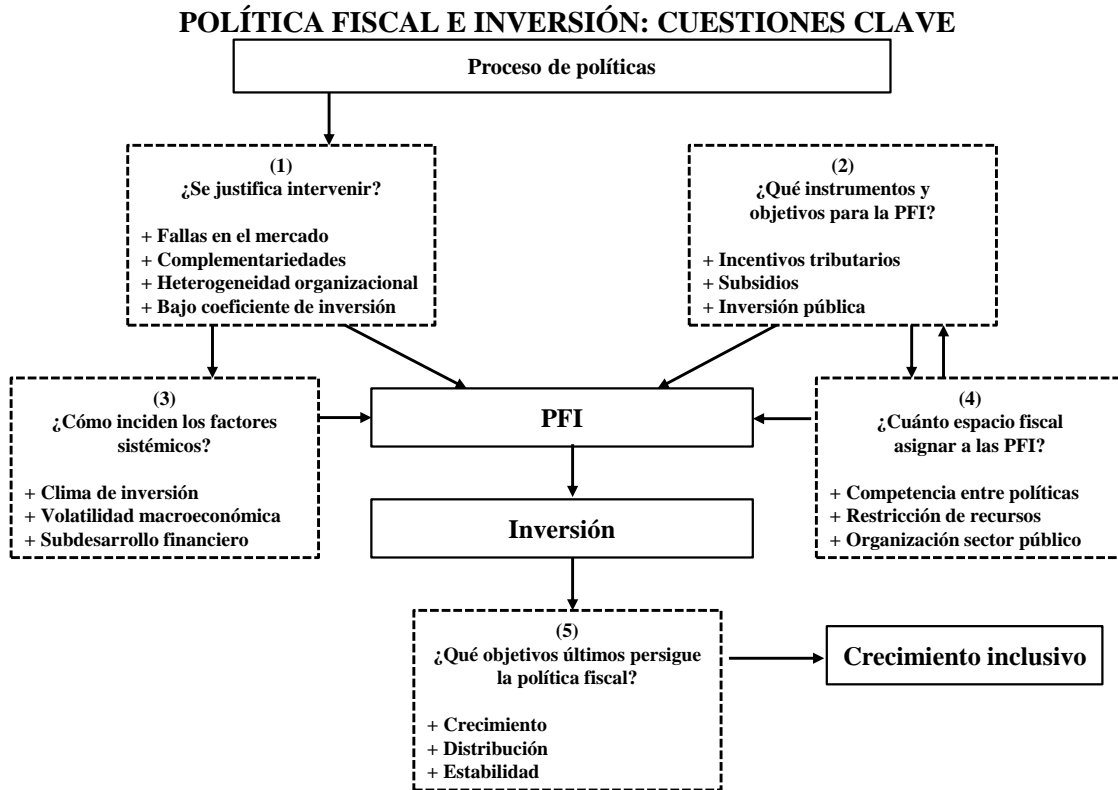 POLÍTICA FISCAL E INVERSIÓN: CUESTIONES CLAVE
Proceso de políticas
(1)
¿Se justifica intervenir?
+ Fallas en el mercado
+ Complementariedades
+ Heterogeneidad organizacional
+ Bajo coeficiente de inversión
(2)
¿Qué instrumentos y
objetivos para la PFI?
+ Incentivos tributarios
+ Subsidios
+ Inversión pública
(3)
¿Cómo inciden los factores
sistémicos?
+ Clima de inversión
+ Volatilidad macroeconómica
+ Subdesarrollo financiero
PFI
(4)
¿Cuánto espacio fiscal
asignar a las PFI?
+ Competencia entre políticas
+ Restricción de recursos
+ Organización sector público
Inversión
(5)
¿Qué objetivos últimos persigue
la política fiscal?
+ Crecimiento
+ Distribución
+ Estabilidad
Crecimiento inclusivo